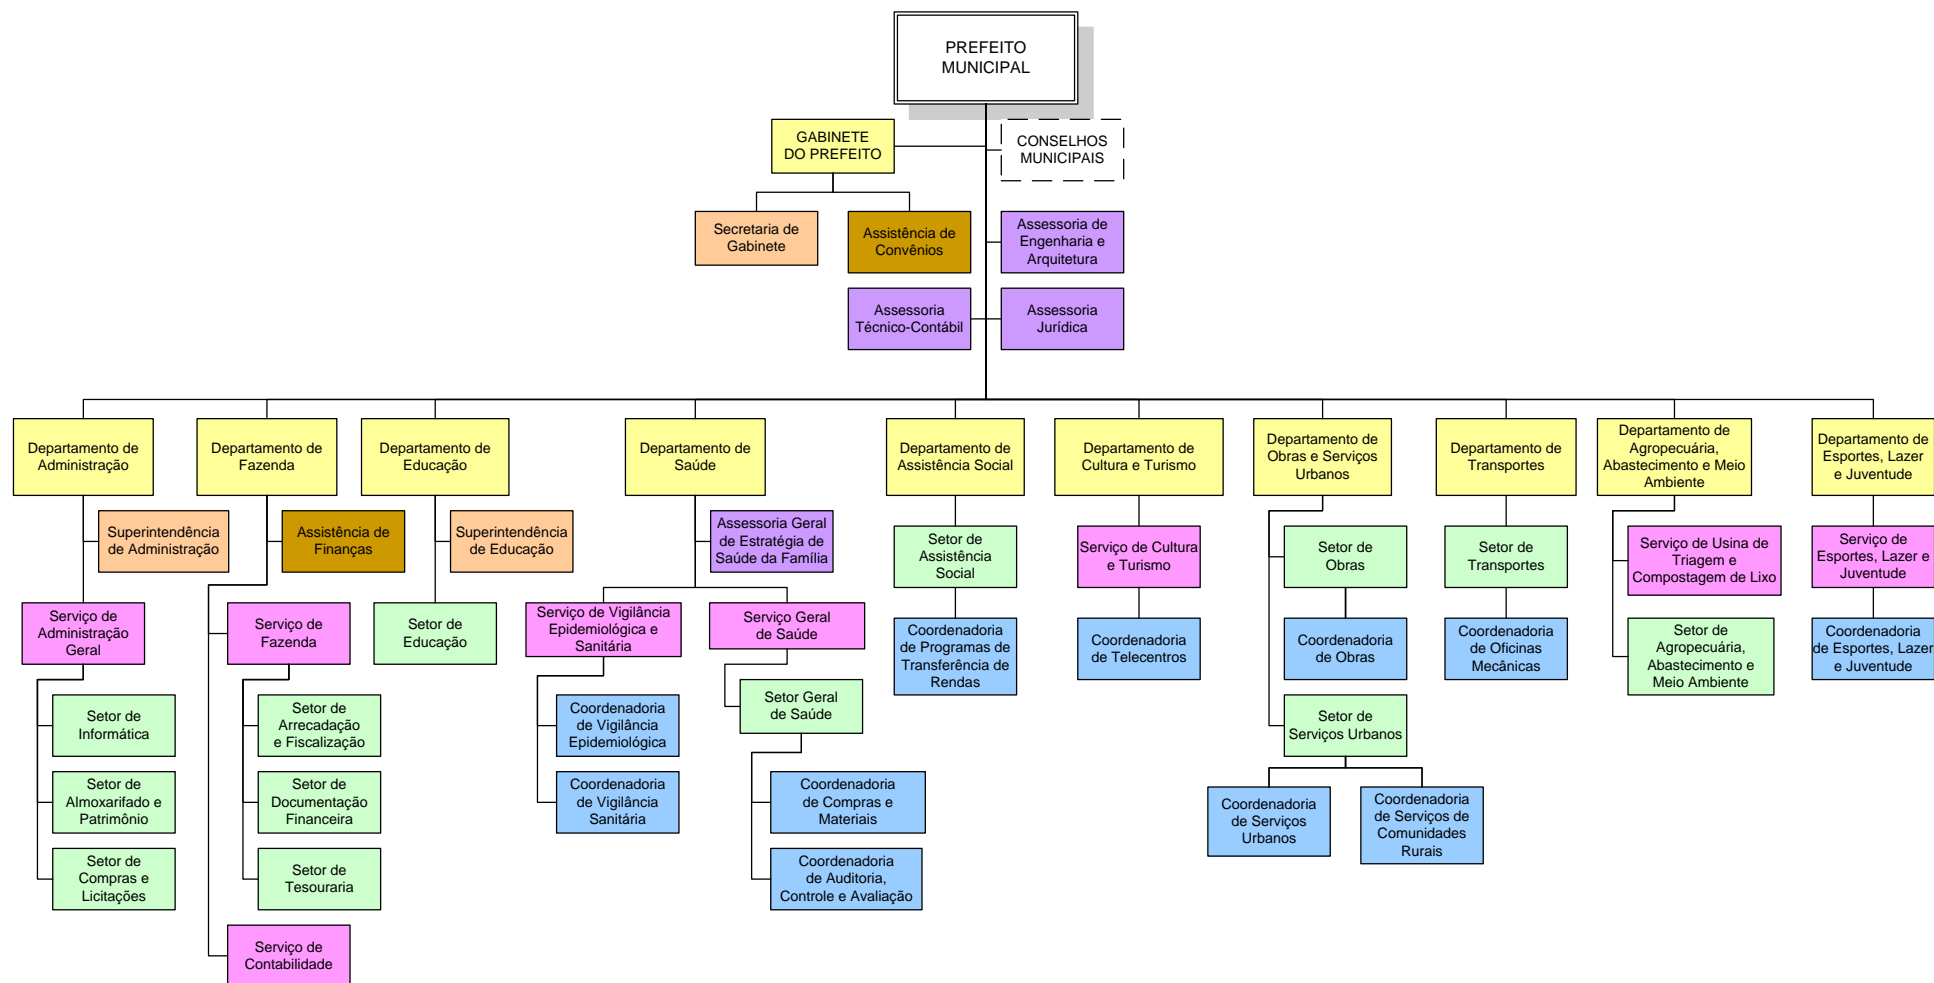 PREFEITO
MUNICIPAL
GABINETE
DO PREFEITO
CONSELHOS
MUNICIPAIS
Secretaria de
Gabinete
Assistência de
Convênios
Assessoria de
Engenharia e
Arquitetura
Assessoria
Técnico-Contábil
Assessoria
Jurídica
Departamento de
Administração
Departamento de
Fazenda
Departamento de
Educação
Departamento de
Saúde
Departamento de
Assistência Social
Departamento de
Cultura e Turismo
Departamento de
Obras e Serviços
Urbanos
Departamento de
Transportes
Departamento de
Agropecuária,
Abastecimento e Meio
Ambiente
Departamento de
Esportes, Lazer
e Juventude
Superintendência
de Administração
Assistência de
Finanças
Superintendência
de Educação
Assessoria Geral
de Estratégia de
Saúde da Família
Setor de
Assistência
Social
Serviço de Cultura
e Turismo
Setor de
Obras
Setor de
Transportes
Serviço de Usina de
Triagem e
Compostagem de Lixo
Serviço de
Esportes, Lazer e
Juventude
Serviço de
Administração
Geral
Serviço de
Fazenda
Setor de
Educação
Serviço de Vigilância
Epidemiológica e
Sanitária
Serviço Geral
de Saúde
Coordenadoria
de Programas de
Transferência de
Rendas
Coordenadoria
de Telecentros
Coordenadoria
de Obras
Coordenadoria
de Oficinas
Mecânicas
Setor de
Agropecuária,
Abastecimento e
Meio Ambiente
Coordenadoria
de Esportes, Lazer
e Juventude
Setor de
Informática
Setor de
Arrecadação
e Fiscalização
Coordenadoria
de Vigilância
Epidemiológica
Setor Geral
de Saúde
Setor de
Serviços Urbanos
Setor de
Almoxarifado e
Patrimônio
Setor de
Documentação
Financeira
Coordenadoria
de Vigilância
Sanitária
Coordenadoria
de Compras e
Materiais
Coordenadoria
de Serviços
Urbanos
Coordenadoria
de Serviços de
Comunidades
Rurais
Setor de
Compras e
Licitações
Setor de
Tesouraria
Coordenadoria
de Auditoria,
Controle e Avaliação
Serviço de
Contabilidade